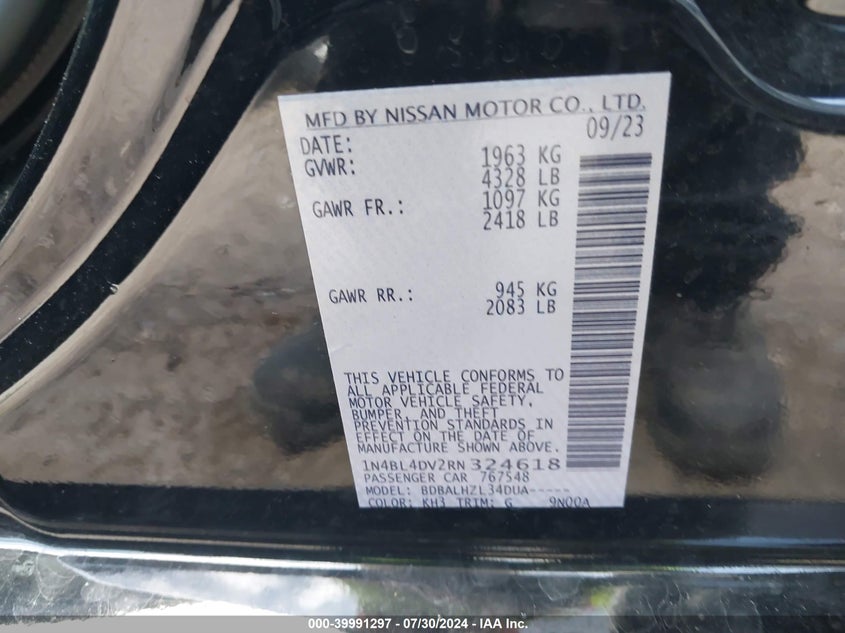 MFD BY NISSAN MOTOR CO., LTD.
DATE: 09/23
GVWR: 1963 KG
4328 LB
GAWR FR.: 1097 KG
2418 LB
GAWR RR.: 945 KG
2083 LB
THIS VEHICLE CONFORMS TO
ALL APPLICABLE FEDERAL
MOTOR VEHICLE SAFETY,
BUMPER, AND THEFT
PREVENTION STANDARDS IN
EFFECT ON THE DATE OF
MANUFACTURE SHOWN ABOVE.
1N4BL4DV2RN324618
PASSENGER CAR 767548
MODEL: BDBALHZL34DUA-----
COLOR: KH3 TRIM: G 9N00A
000-39991297 - 07/30/2024 - IAA Inc.